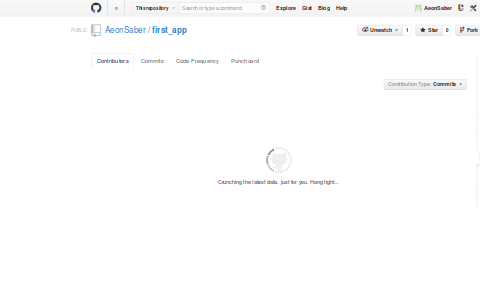 This repository Search or type a command Explore Gist Blog Help AeonSaber
PUBLIC AeonSaber / first_app Unwatch 1 Star 0 Fork
Contributors Commits Code Frequency Punchcard
Contribution Type: Commits
Crunching the latest data, just for you. Hang tight...